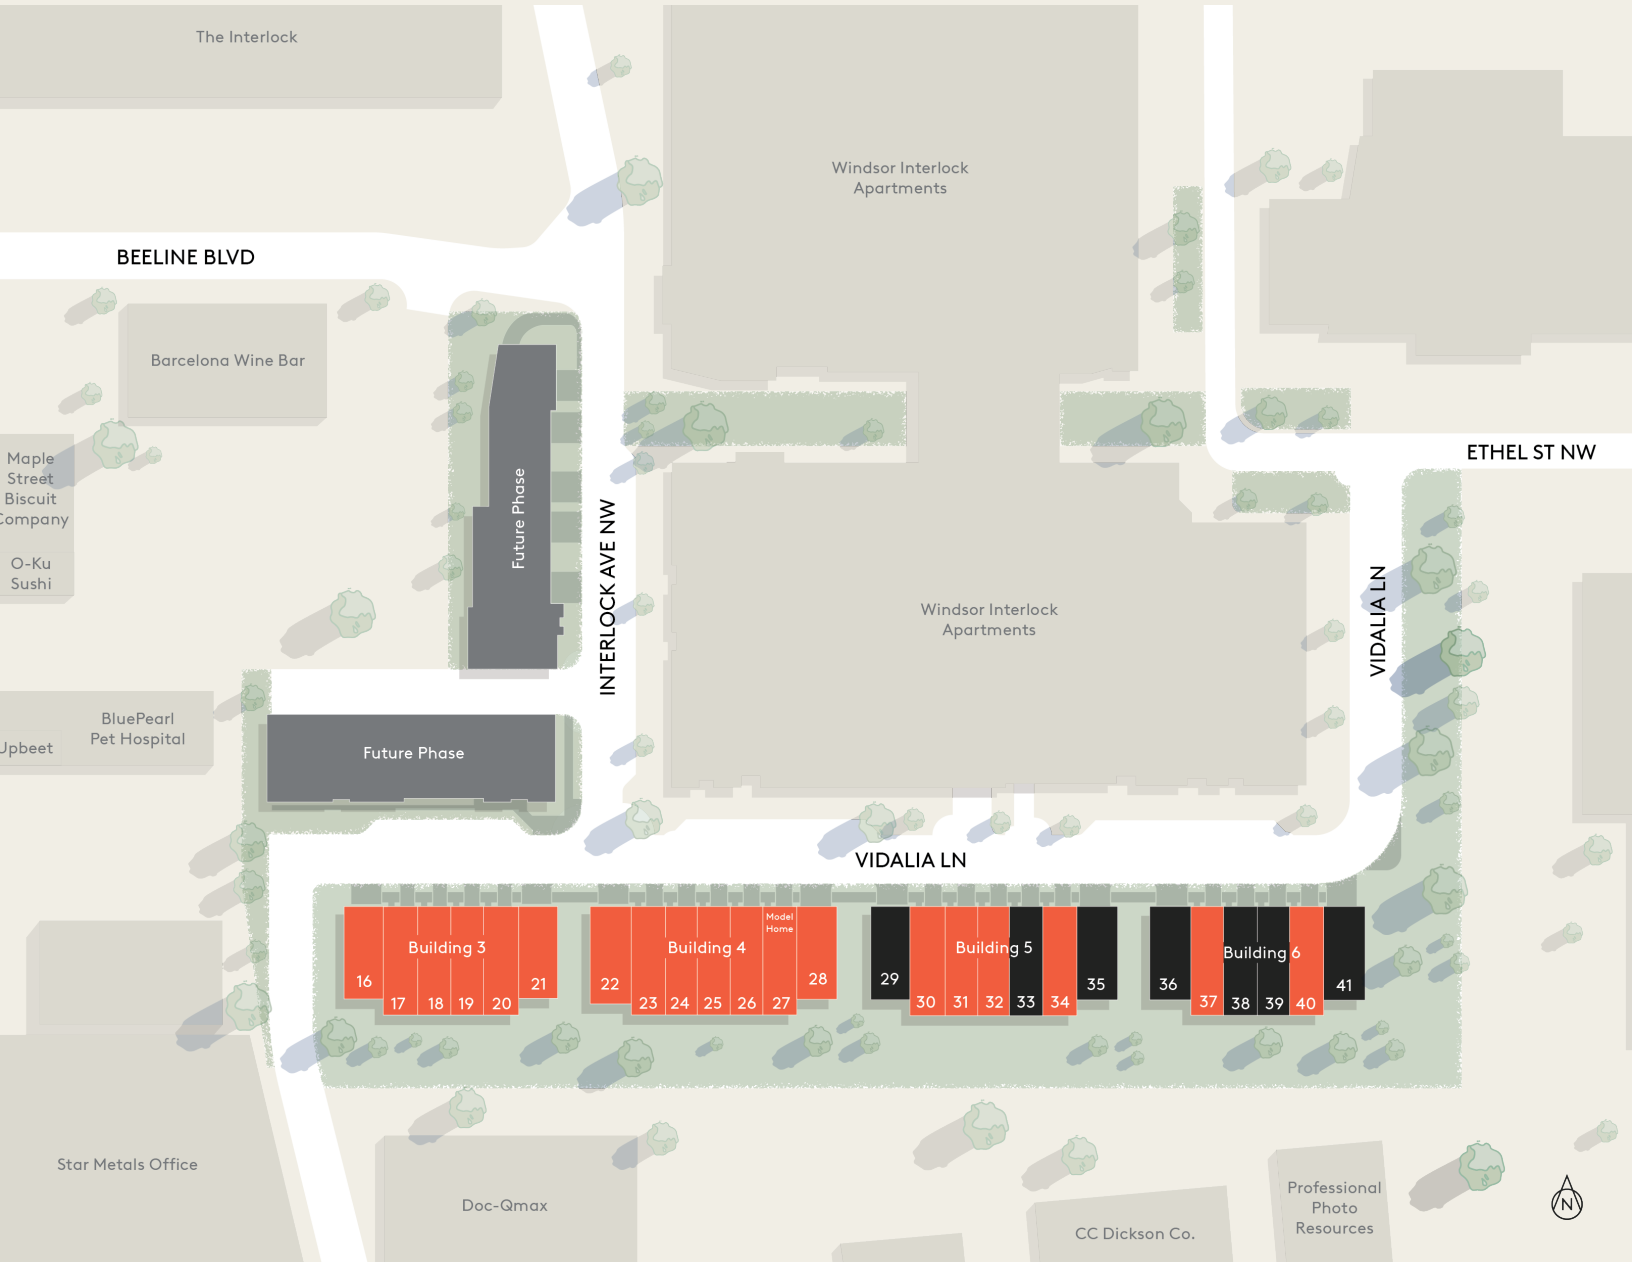 The Interlock
Windsor Interlock
Apartments
BEELINE BLVD
Barcelona Wine Bar
ETHEL ST NW
Maple
Street
Biscuit
Company
O-Ku
Sushi
Future Phase
INTERLOCK AVE NW
Windsor Interlock
Apartments
VIDALIA LN
BluePearl
Pet Hospital
Upbeet
Future Phase
VIDALIA LN
Building 3
16
17
18
19
20
21
Building 4
Model
Home
22
23
24
25
26
27
28
Building 5
29
30
31
32
33
34
35
Building 6
36
37
38
39
40
41
Star Metals Office
Doc-Qmax
CC Dickson Co.
Professional
Photo
Resources
N